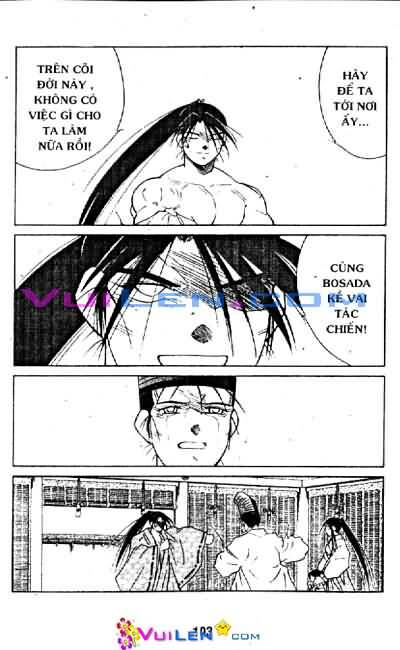 TRÊN CÕI
ĐỜI NÀY ,
KHÔNG CÓ
VIỆC GÌ CHO
TA LÀM
NỮA RỒI!
HÃY
ĐỂ TA
TỚI NƠI
ẤY...
CÙNG
BOSADA
KỀ VAI
TÁC
CHIẾN!
VUILEN.COM
103
VUILEN.COM